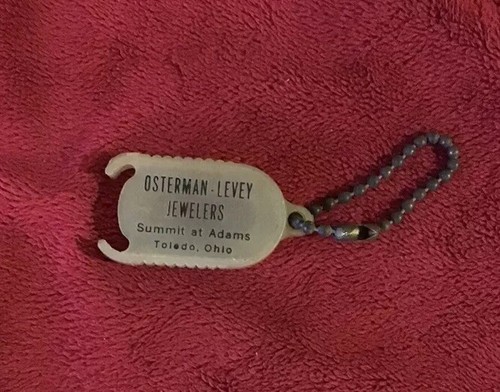 OSTERMAN-LEVEY
JEWELERS
Summit at Adams
Toledo, Ohio